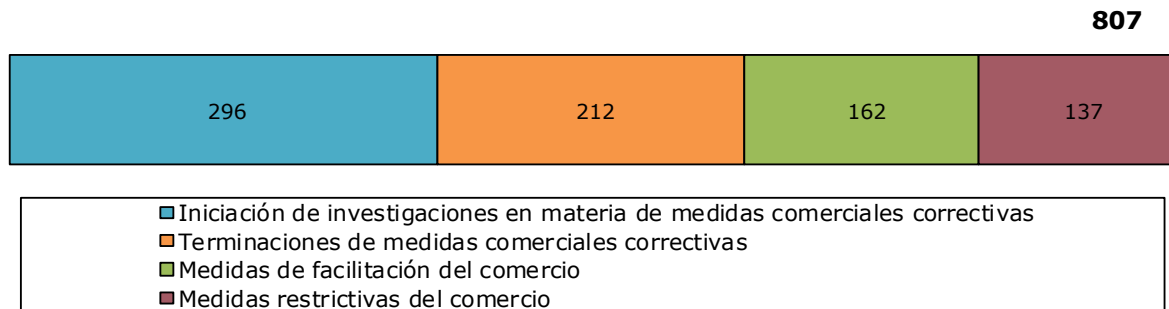 807
296 212 162 137
Iniciación de investigaciones en materia de medidas comerciales correctivas
Terminaciones de medidas comerciales correctivas
Medidas de facilitación del comercio
Medidas restrictivas del comercio